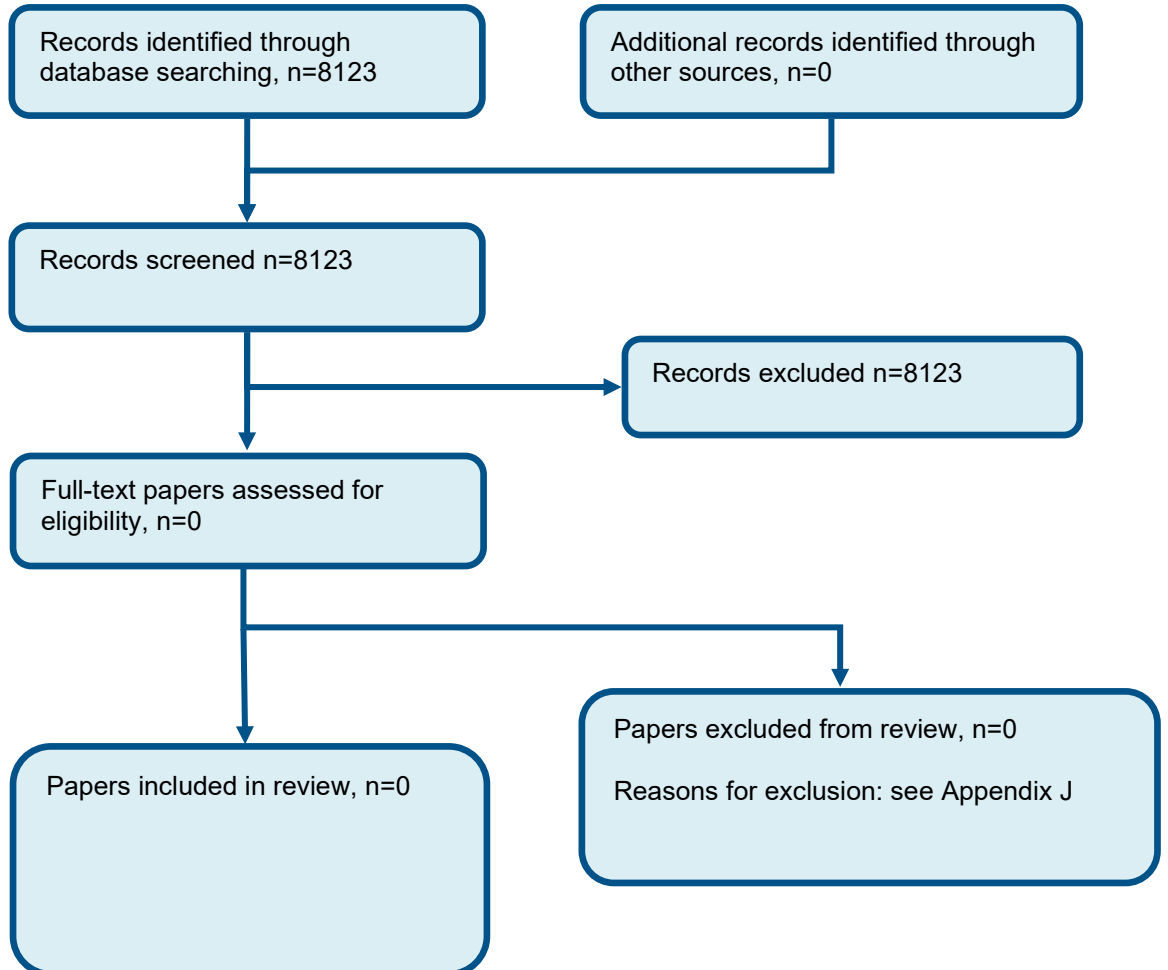 Records identified through
database searching, n=8123
Additional records identified through
other sources, n=0
Records screened n=8123
Records excluded n=8123
Full-text papers assessed for
eligibility, n=0
Papers included in review, n=0
Papers excluded from review, n=0
Reasons for exclusion: see Appendix J